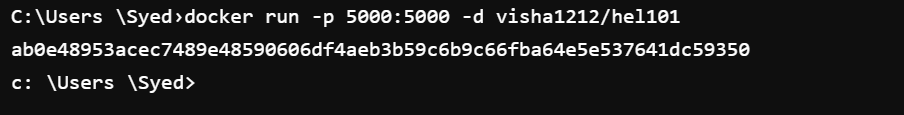 C:\Users \Syed›docker run -p 5000:5000 -d visha1212/hel101
ab0e48953acec7489e48590606df4aeb3b59c6b9c66fba64e5e537641dc59350
c: \Users \Syed>